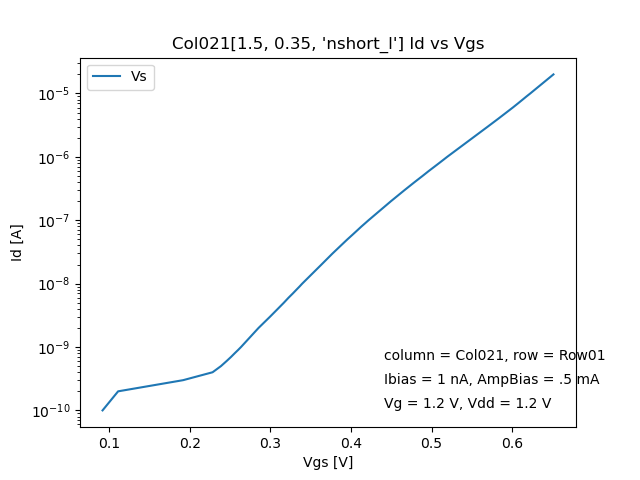 Col021[1.5, 0.35, 'nshort_l'] Id vs Vgs
Vs
Id [A]
10⁻⁵
10⁻⁶
10⁻⁷
10⁻⁸
10⁻⁹
10⁻¹⁰
column = Col021, row = Row01
Ibias = 1 nA, AmpBias = .5 mA
Vg = 1.2 V, Vdd = 1.2 V
0.1 0.2 0.3 0.4 0.5 0.6
Vgs [V]